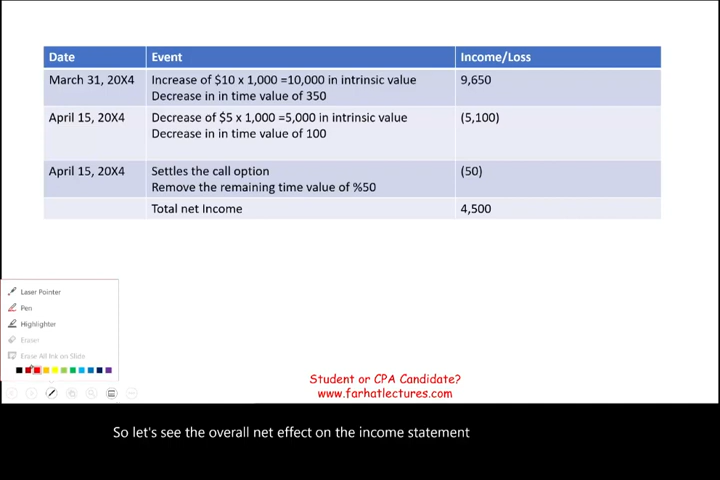 Date Event Income/Loss
March 31, 20X4 Increase of $10 x 1,000 =10,000 in intrinsic value 9,650
Decrease in in time value of 350
April 15, 20X4 Decrease of $5 x 1,000 =5,000 in intrinsic value (5,100)
Decrease in in time value of 100
April 15, 20X4 Settles the call option (50)
Remove the remaining time value of %50
Total net Income 4,500
Laser Pointer
Pen
Highlighter
Eraser
Erase All Ink on Slide
Student or CPA Candidate?
www.farhatlectures.com
So let's see the overall net effect on the income statement